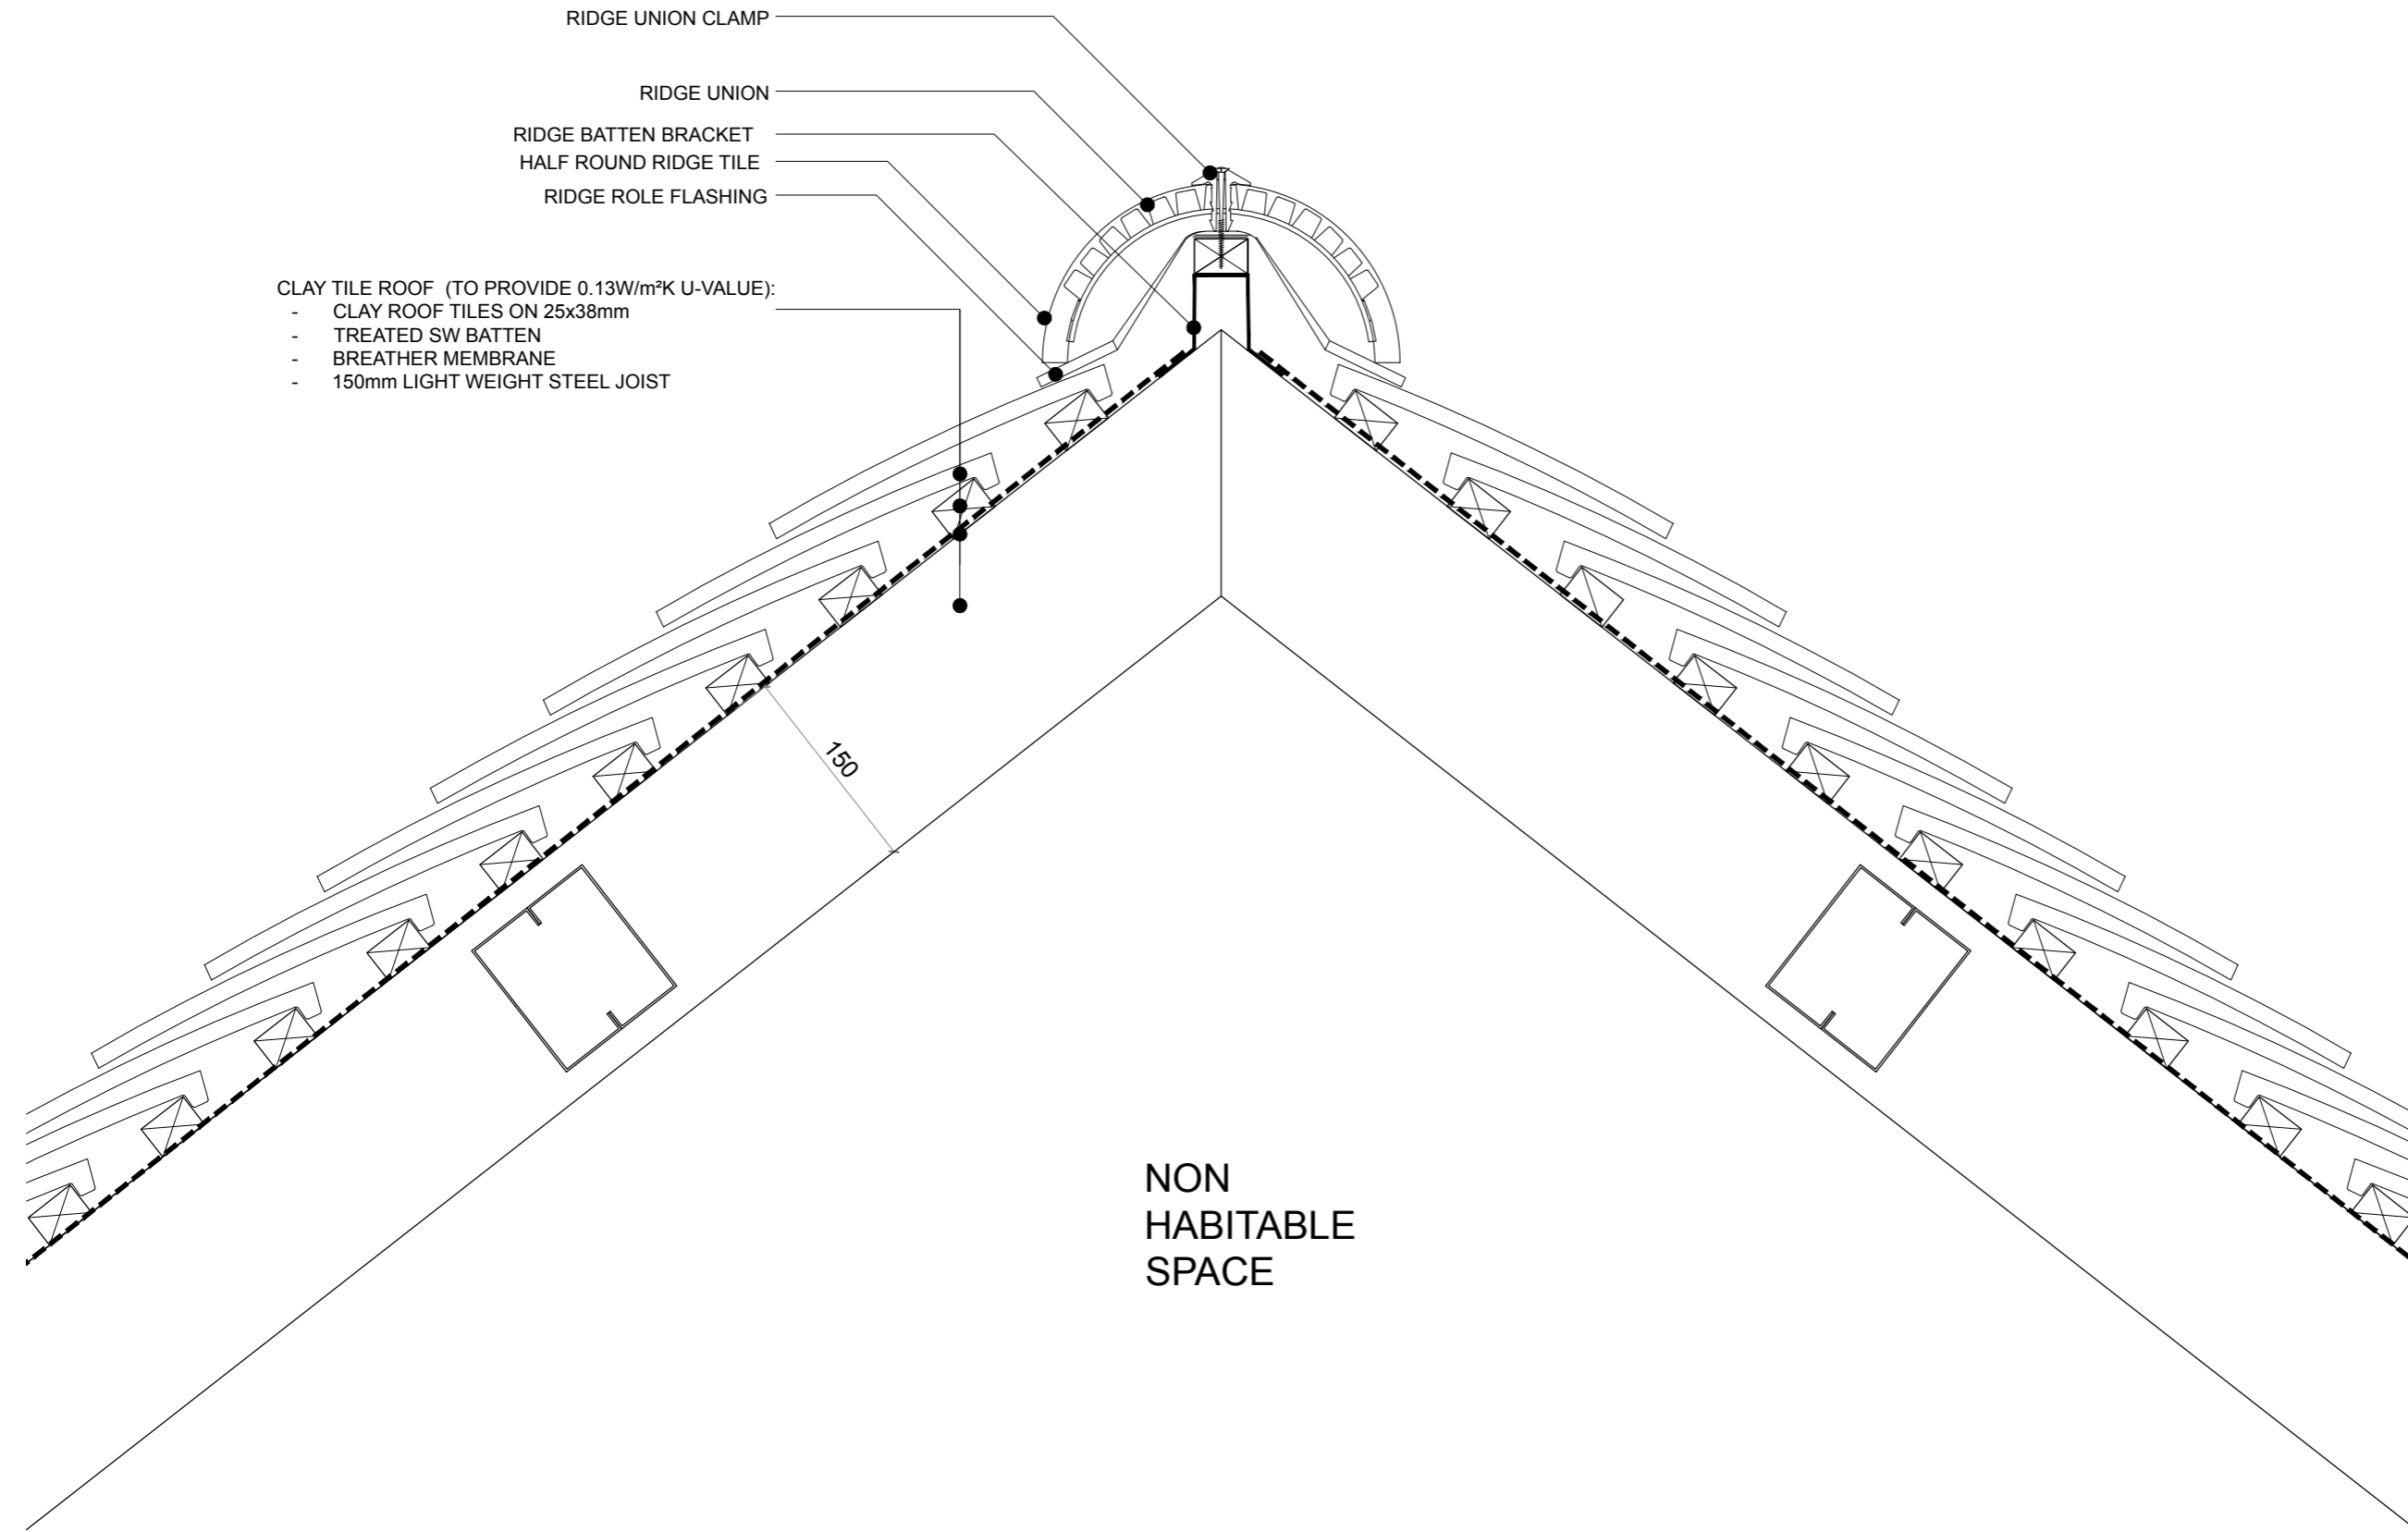 RIDGE UNION CLAMP
RIDGE UNION
RIDGE BATTEN BRACKET
HALF ROUND RIDGE TILE
RIDGE ROLE FLASHING
CLAY TILE ROOF (TO PROVIDE 0.13W/m²K U-VALUE):
- CLAY ROOF TILES ON 25x38mm
- TREATED SW BATTEN
- BREATHER MEMBRANE
- 150mm LIGHT WEIGHT STEEL JOIST
150
NON
HABITABLE
SPACE